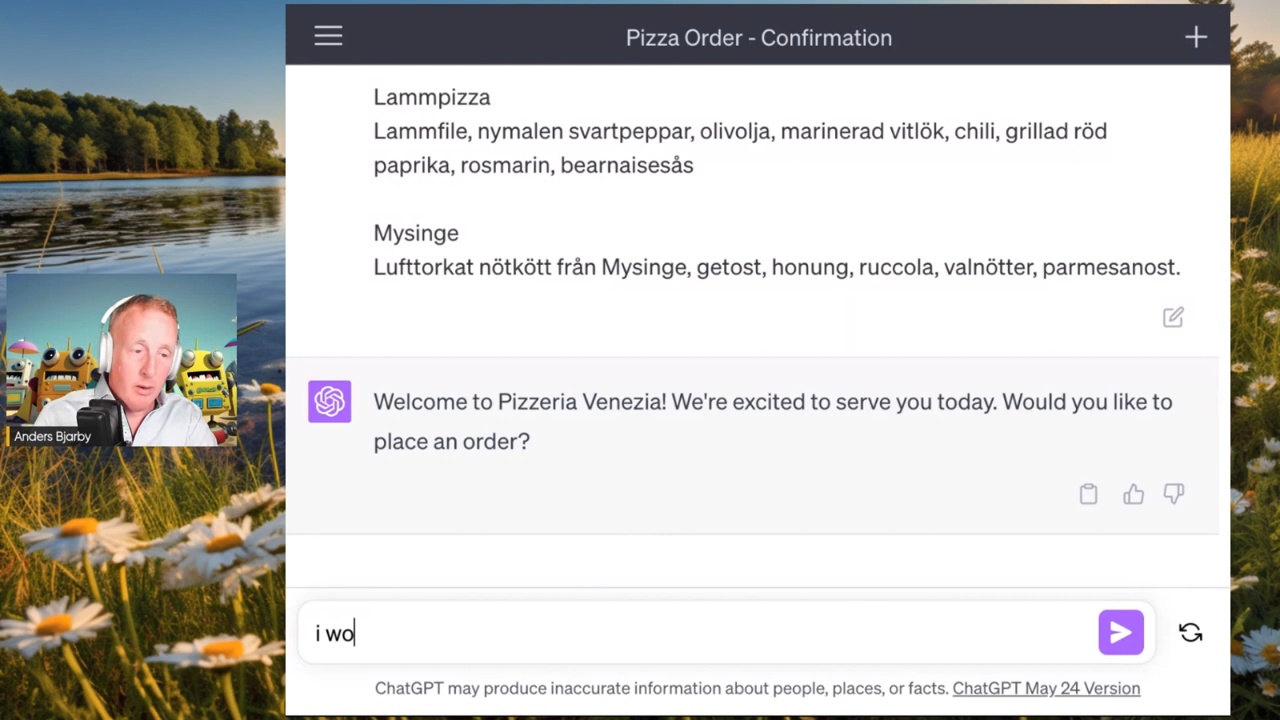 Pizza Order - Confirmation
Lammpizza
Lammfile, nymalen svartpeppar, olivolja, marinerad vitlök, chili, grillad röd
paprika, rosmarin, bearnaisesås
Mysinge
Lufttorkat nötkött från Mysinge, getost, honung, ruccola, valnötter, parmesanost.
Welcome to Pizzeria Venezia! We're excited to serve you today. Would you like to
place an order?
Anders Bjarby
i wo
ChatGPT may produce inaccurate information about people, places, or facts. ChatGPT May 24 Version